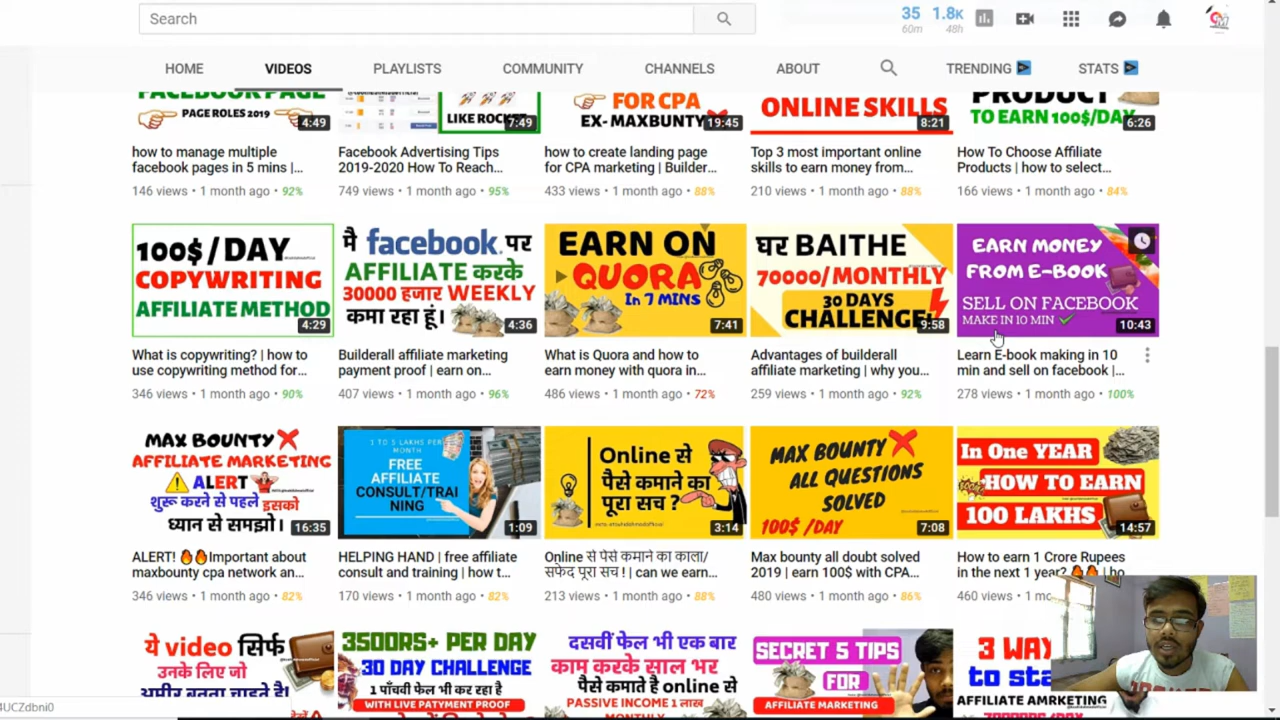 Search
35
60m
1.8K
48h
HOME
VIDEOS
PLAYLISTS
COMMUNITY
CHANNELS
ABOUT
TRENDING
STATS
FACEBOOK PAGE
PAGE ROLES 2019
4:49
LIKE ROCK
7:49
FOR CPA
EX- MAXBUNTY
19:45
ONLINE SKILLS
8:21
PRODUCT
TO EARN 100$/DAY
6:26
how to manage multiple
facebook pages in 5 mins |
146 views • 1 month ago • 92%
Facebook Advertising Tips
2019-2020 How To Reach...
749 views • 1 month ago • 95%
how to create landing page
for CPA marketing | Builder...
433 views • 1 month ago • 88%
Top 3 most important online
skills to earn money from...
210 views • 1 month ago • 88%
How To Choose Affiliate
Products | how to select...
166 views • 1 month ago • 84%
100$/DAY
COPYWRITING
AFFILIATE METHOD
4:29
मै facebook. पर
AFFILIATE करके
30000 हजार WEEKLY
कमा रहा हूं।
4:36
EARN ON
QUORA
In 7 MINS
7:41
घर BAITHE
70000/ MONTHLY
30 DAYS
CHALLENGE!
9:58
EARN MONEY
FROM E-BOOK
SELL ON FACEBOOK
MAKE IN 10 MIN
10:43
What is copywriting? | how to
use copywriting method for...
346 views • 1 month ago • 90%
Builderall affiliate marketing
payment proof | earn on...
407 views • 1 month ago • 96%
What is Quora and how to
earn money with quora in...
486 views • 1 month ago • 72%
Advantages of builderall
affiliate marketing | why you...
259 views • 1 month ago • 92%
Learn E-book making in 10
min and sell on facebook |...
278 views • 1 month ago • 100%
MAX BOUNTY
AFFILIATE MARKETING
ALERT
शुरू करने से पहले इसको
ध्यान से समझो।
16:35
1 TO 5 LAKHS PER
MONTH
FREE
AFFILIATE
CONSULT/TRAI
NING
1:09
Online से
पैसे कमाने का
पूरा सच ?
3:14
MAX BOUNTY
ALL QUESTIONS
SOLVED
100$ /DAY
7:08
In One YEAR
HOW TO EARN
100 LAKHS
14:57
ALERT! Important about
maxbounty cpa network an...
346 views • 1 month ago • 82%
HELPING HAND | free affiliate
consult and training | how t...
170 views • 1 month ago • 82%
Online से पैसे कमाने का काला/
सफेद पूरा सच ! | can we earn...
213 views • 1 month ago • 88%
Max bounty all doubt solved
2019 | earn 100$ with CPA...
480 views • 1 month ago • 86%
How to earn 1 Crore Rupees
in the next 1 year? | ho
460 views • 1 mo
ये video सिर्फ
उनके लिए जो
अमीर बनना चाहते है!
3500RS+ PER DAY
30 DAY CHALLENGE
1 पाँचवी फेल भी कर रहा है
WITH LIVE PATYMENT PROOF
दसवीं फेल भी एक बार
काम करके साल भर
पैसे कमाते है online से
PASSIVE INCOME 1 लाख
MONTHLY
SECRET 5 TIPS
FOR
AFFILIATE MARKETING
3 WAY
to sta
AFFILIATE AMRKETING
4UCZdbni0